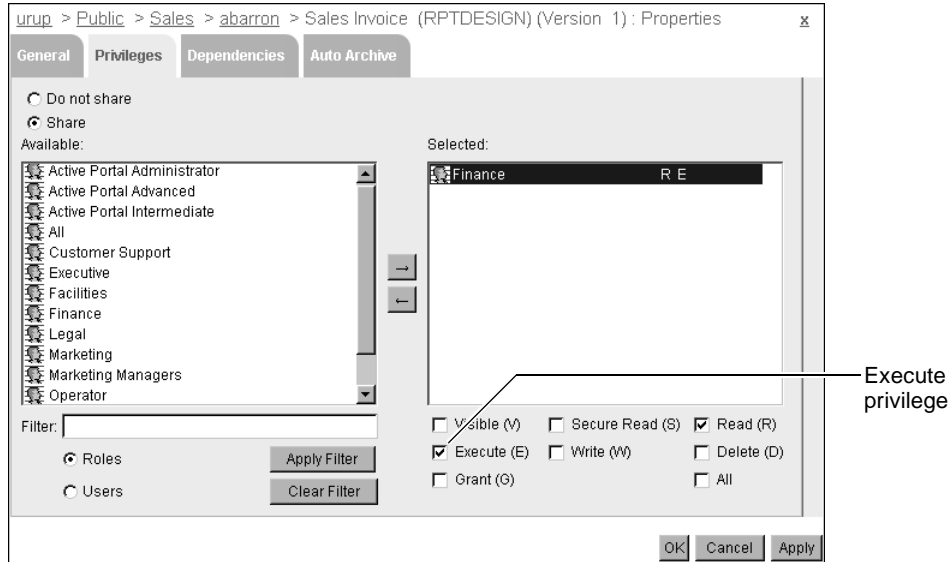 urup > Public > Sales > abarron > Sales Invoice (RPTDESIGN) (Version 1) : Properties x
General Privileges Dependencies Auto Archive
Do not share
Share
Available: Selected:
Active Portal Administrator
Active Portal Advanced
Active Portal Intermediate
All
Customer Support
Executive
Facilities
Finance
Legal
Marketing
Marketing Managers
Operator
Finance R E
→
←
Execute
privilege
Filter:
Roles Apply Filter
Users Clear Filter
Visible (V) Secure Read (S) Read (R)
Execute (E) Write (W) Delete (D)
Grant (G) All
OK Cancel Apply